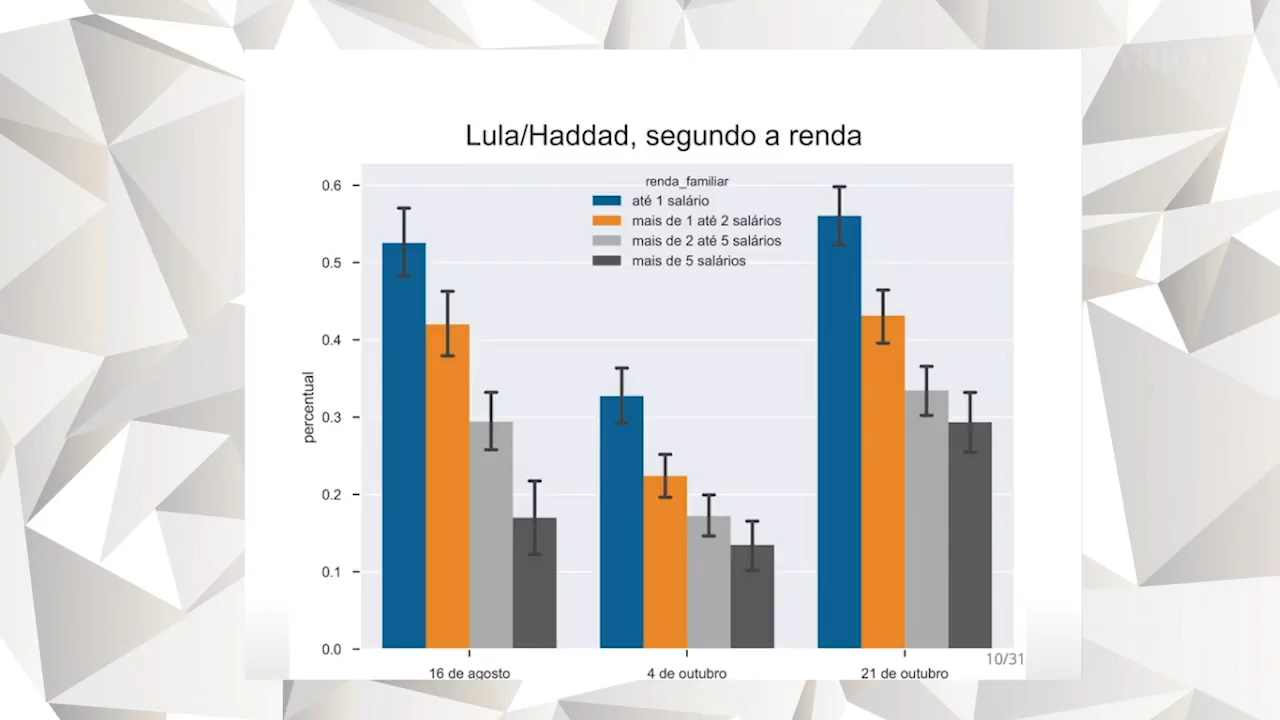 Lula/Haddad, segundo a renda
renda_familiar
até 1 salário
mais de 1 até 2 salários
mais de 2 até 5 salários
mais de 5 salários
percentual
0.6
0.5
0.4
0.3
0.2
0.1
0.0
16 de agosto
4 de outubro
21 de outubro
10/31